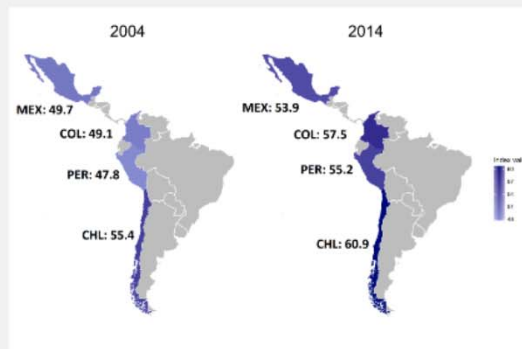 2004
2014
MEX: 49.7
MEX: 53.9
COL: 49.1
COL: 57.5
PER: 47.8
PER: 55.2
CHL: 55.4
CHL: 60.9
Index